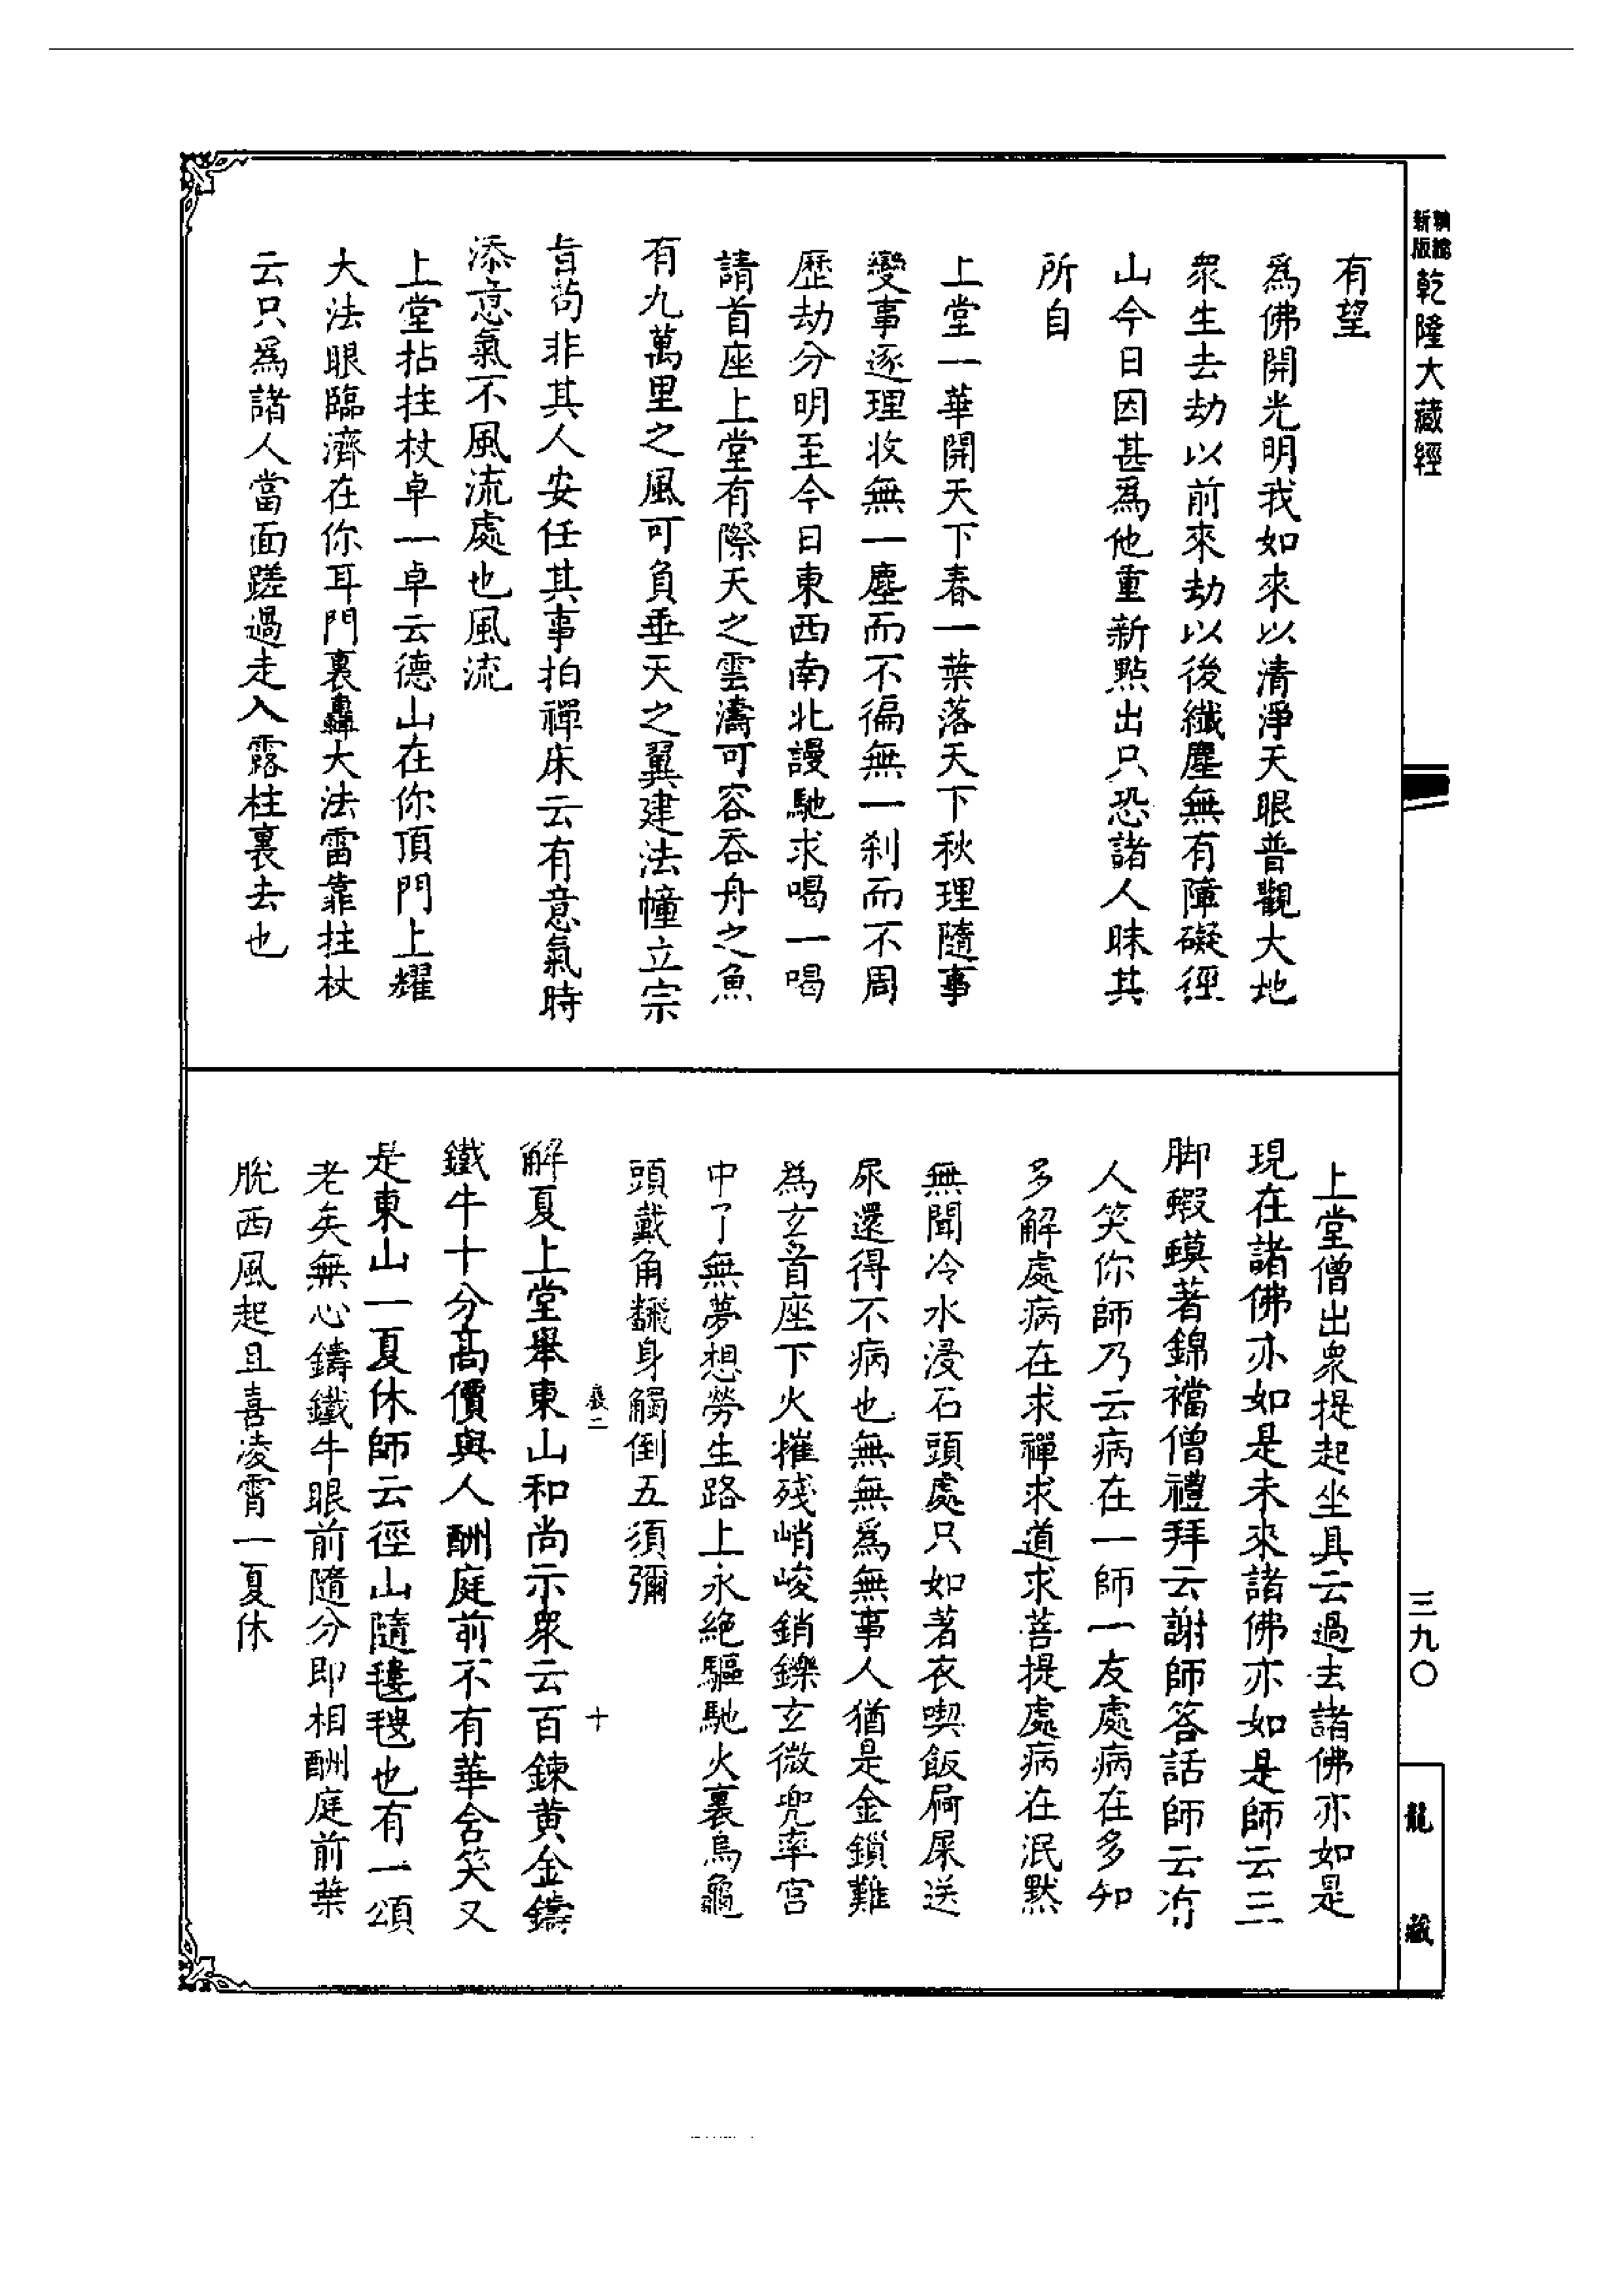 精編
新版
乾隆大藏經
有望
爲佛開光明我如來以清淨天眼普觀大地
衆生去劫以前來劫以後纖塵無有障礙徑
山今日因甚爲他重新點出只恐諸人昧其
所自
上堂一華開天下春一葉落天下秋理隨事
變事逐理收無一塵而不徧無一刹而不周
歷劫分明至今日東西南北謾馳求喝一喝
請首座上堂有際天之雲濤可容吞舟之魚
有九萬里之風可負垂天之翼建法幢立宗
旨苟非其人安任其事拍禪床云有意氣時
添意氣不風流處也風流
上堂拈拄杖卓一卓云德山在你頂門上耀
大法眼臨濟在你耳門裏轟大法雷靠拄杖
云只爲諸人當面蹉過走入露柱裏去也
上堂僧出衆提起坐具云過去諸佛亦如是
現在諸佛亦如是未來諸佛亦如是師云三
脚蝦蟆著錦襠僧禮拜云謝師答話師云冾
人笑你師乃云病在一師一友處病在多知
多解處病在求禪求道求菩提處病在泯默
無聞冷水浸石頭處只如著衣喫飯屙屎送
尿還得不病也無無爲無事人猶是金鎖難
為玄首座下火摧殘峭峻銷鑠玄微兜率宮
中了無夢想勞生路上永絕驅馳火裏烏龜
頭戴角飜身觸倒五須彌
二 十
解夏上堂舉東山和尚示衆云百鍊黃金鑄
鐵牛十分高價與人酬庭前不有華含笑又
是東山一夏休師云徑山隨𣯶𣰽也有一頌
老矣無心鑄鐵牛眼前隨分即相酬庭前葉
脫西風起且喜凌霄一夏休
三九〇
龍藏